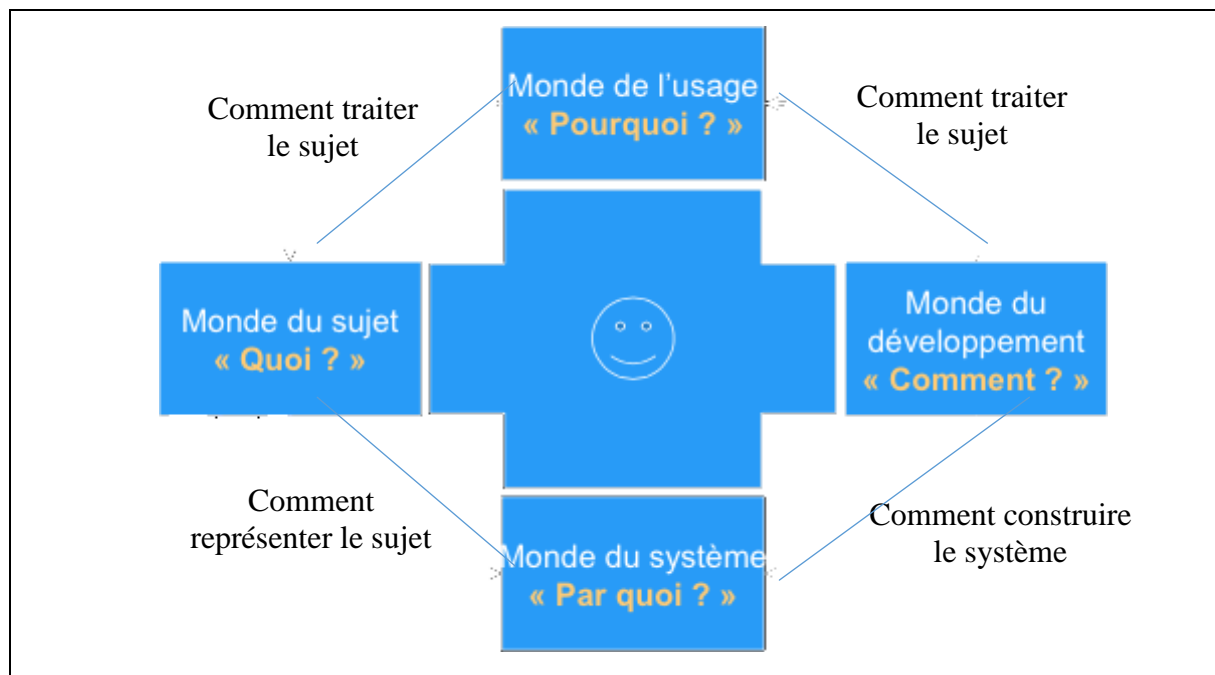 Monde de l'usage
« Pourquoi ? »
Comment traiter
le sujet
Comment traiter
le sujet
Monde du sujet
« Quoi ? »
Monde du
développement
« Comment ? »
Comment
représenter le sujet
Comment construire
le système
Monde du système
« Par quoi ? »